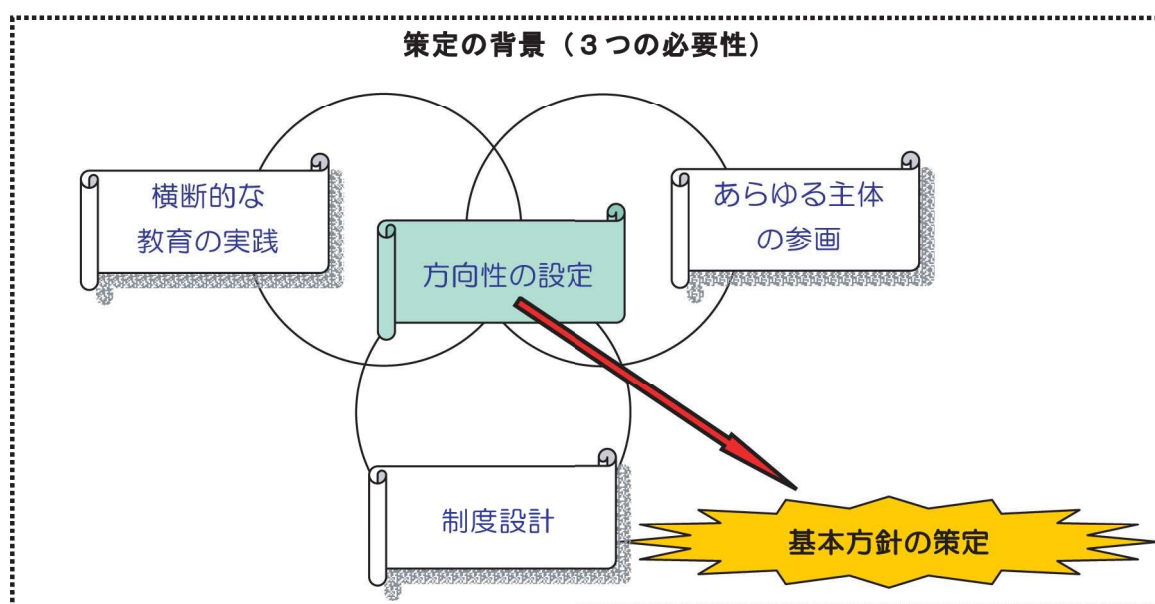 策定の背景（３つの必要性）
横断的な
教育の実践
あらゆる主体
の参画
方向性の設定
制度設計
基本方針の策定